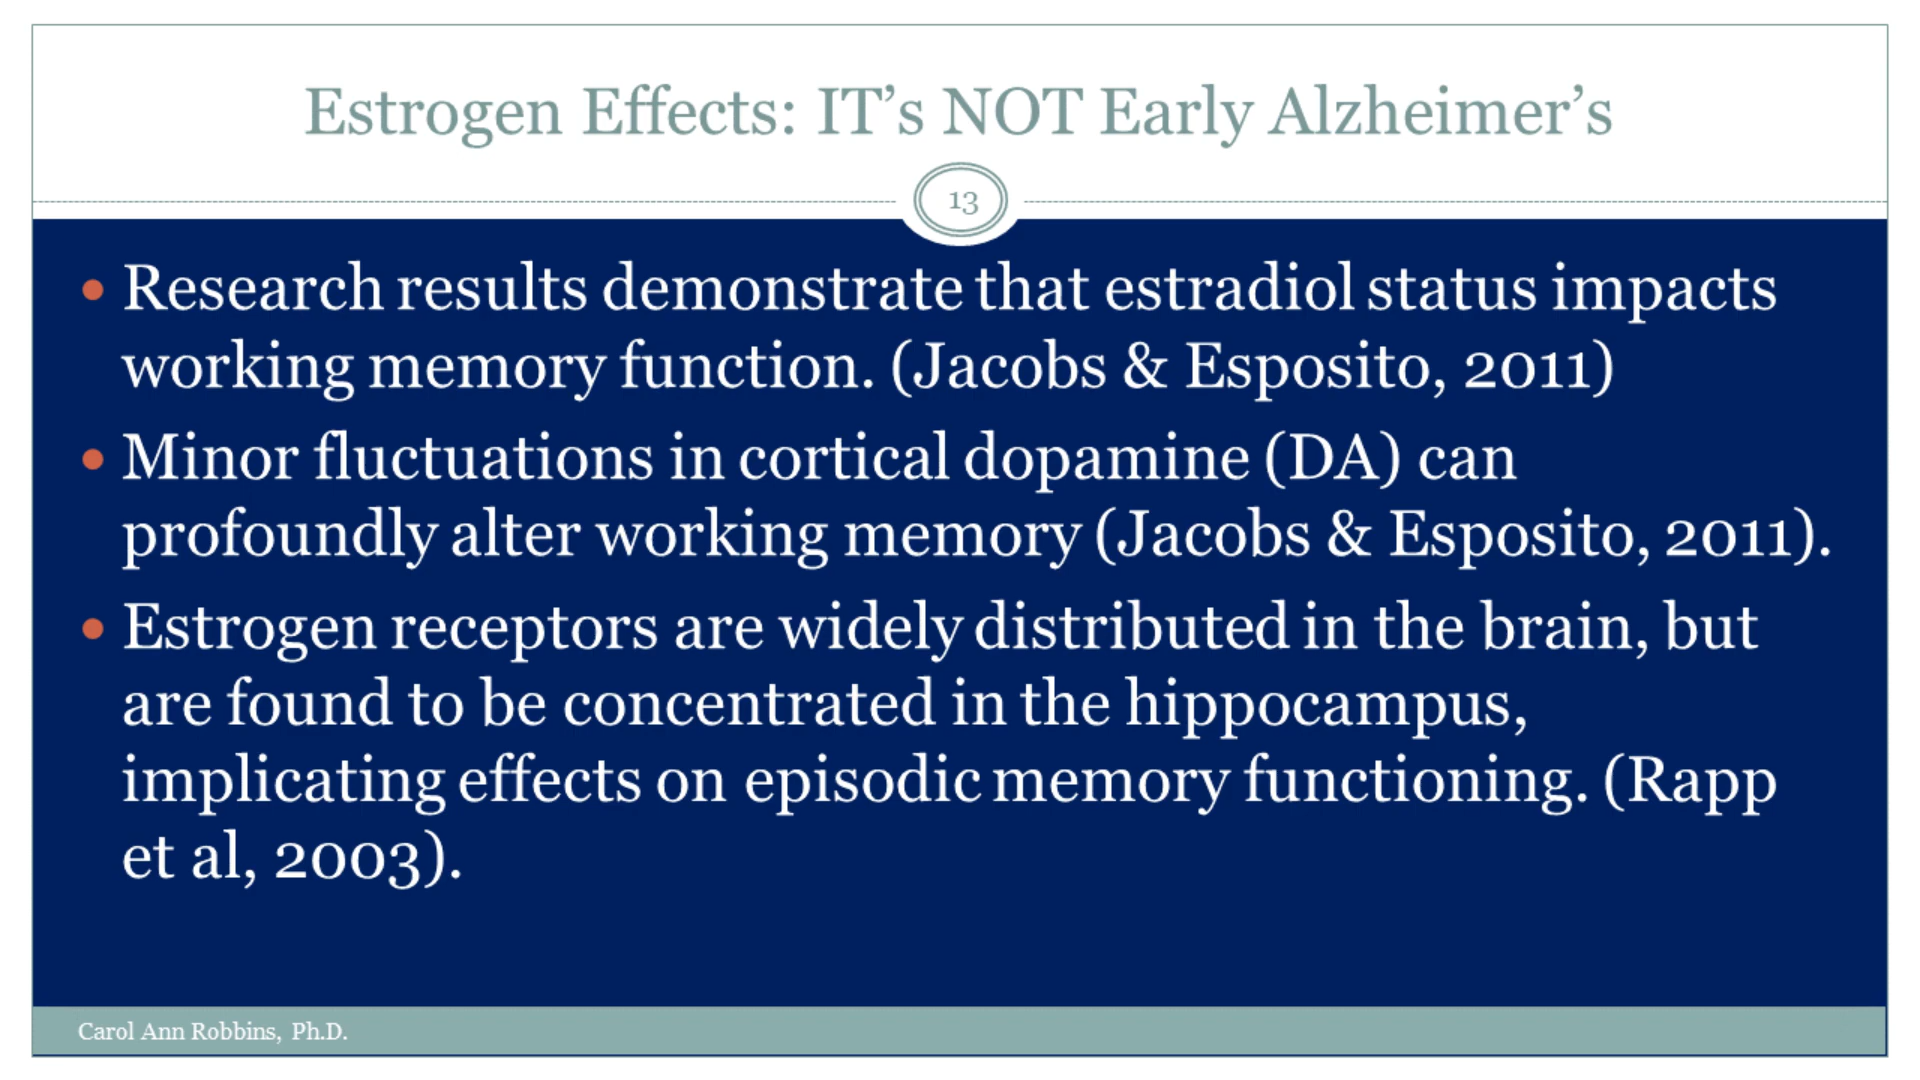 Estrogen Effects: IT’s NOT Early Alzheimer’s
13
• Research results demonstrate that estradiol status impacts
working memory function. (Jacobs & Esposito, 2011)
• Minor fluctuations in cortical dopamine (DA) can
profoundly alter working memory (Jacobs & Esposito, 2011).
• Estrogen receptors are widely distributed in the brain, but
are found to be concentrated in the hippocampus,
implicating effects on episodic memory functioning. (Rapp
et al, 2003).
Carol Ann Robbins, Ph.D.